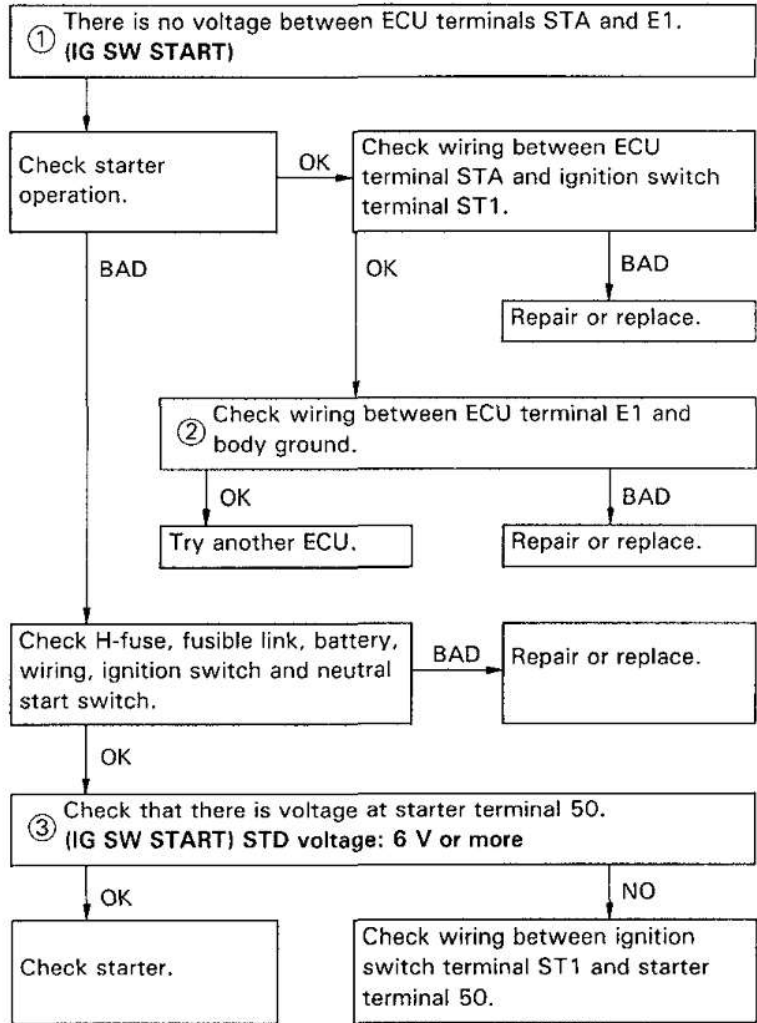 ① There is no voltage between ECU terminals STA and E1.
(IG SW START)
Check starter
operation.
OK
Check wiring between ECU
terminal STA and ignition switch
terminal ST1.
BAD
OK
BAD
Repair or replace.
② Check wiring between ECU terminal E1 and
body ground.
OK
BAD
Try another ECU.
Repair or replace.
Check H-fuse, fusible link, battery,
wiring, ignition switch and neutral
start switch.
BAD
Repair or replace.
OK
③ Check that there is voltage at starter terminal 50.
(IG SW START) STD voltage: 6 V or more
OK
NO
Check starter.
Check wiring between ignition
switch terminal ST1 and starter
terminal 50.